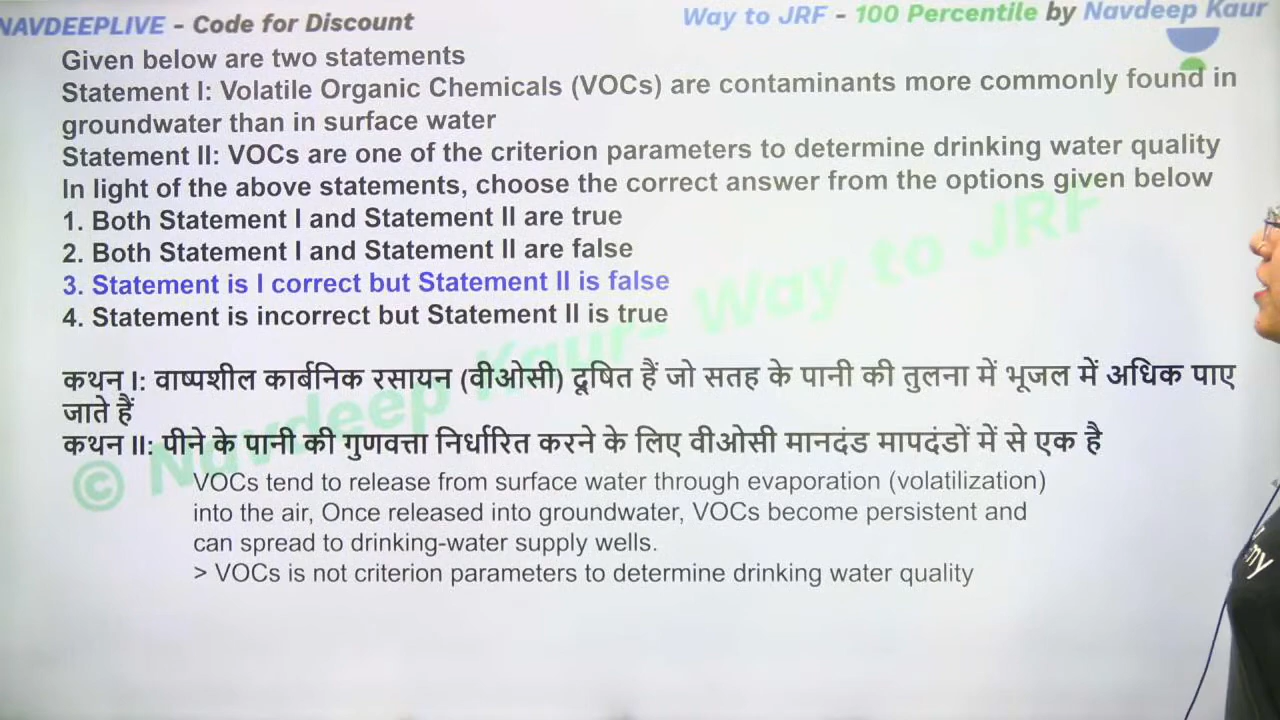 NAVDEEPLIVE - Code for Discount
Way to JRF - 100 Percentile by Navdeep Kaur
Given below are two statements
Statement I: Volatile Organic Chemicals (VOCs) are contaminants more commonly found in
groundwater than in surface water
Statement II: VOCs are one of the criterion parameters to determine drinking water quality
In light of the above statements, choose the correct answer from the options given below
1. Both Statement I and Statement II are true
2. Both Statement I and Statement II are false
3. Statement is I correct but Statement II is false
4. Statement is incorrect but Statement II is true
कथन I: वाष्पशील कार्बनिक रसायन (वीओसी) दूषित हैं जो सतह के पानी की तुलना में भूजल में अधिक पाए
जाते हैं
कथन II: पीने के पानी की गुणवत्ता निर्धारित करने के लिए वीओसी मानदंड मापदंडों में से एक है
VOCs tend to release from surface water through evaporation (volatilization)
into the air, Once released into groundwater, VOCs become persistent and
can spread to drinking-water supply wells.
> VOCs is not criterion parameters to determine drinking water quality
© Navdeep Kaur- Way to JRF